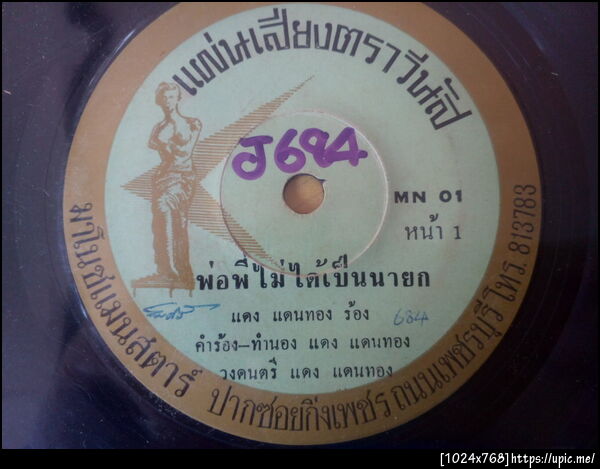 แผ่นเสียงตราวีนัส
J684
MN 01
หน้า 1
พ่อพี่ไม่ได้เป็นนายก
แดง แดนทอง ร้อง
684
คำร้อง-ทำนอง แดง แดนทอง
วงดนตรี แดง แดนทอง
มาโนชแมนสตาร์ ปากซอยกิ่งเพชร ถนนเพชรบุรี โทร. 813783
[1024x768]https://upic.me/